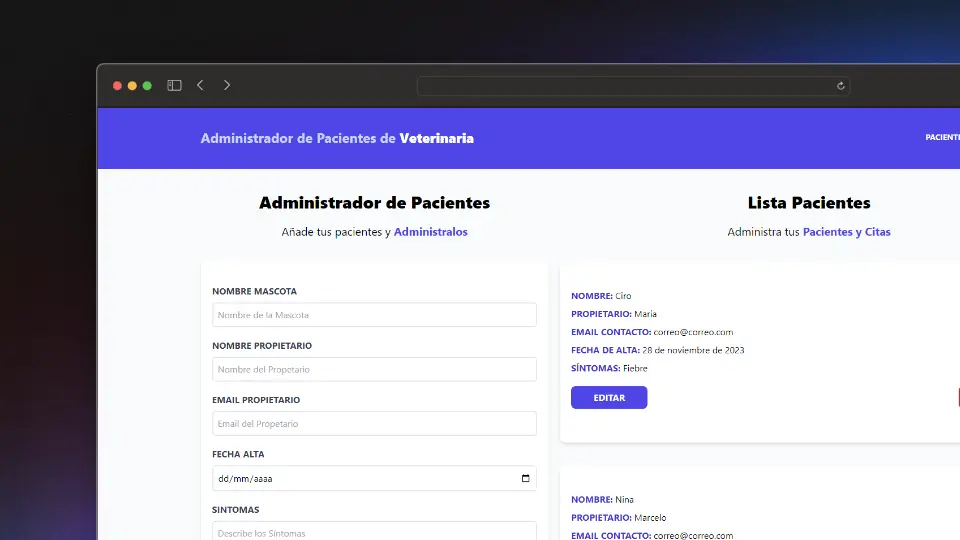 Administrador de Pacientes de Veterinaria
Administrador de Pacientes
Añade tus pacientes y Administralos
NOMBRE MASCOTA
Nombre de la Mascota
NOMBRE PROPIETARIO
Nombre del Propetario
EMAIL PROPIETARIO
Email del Propetario
FECHA ALTA
dd/mm/aaaa
SINTOMAS
Describe los Síntomas
Lista Pacientes
Administra tus Pacientes y Citas
NOMBRE: Ciro
PROPIETARIO: Maria
EMAIL CONTACTO: correo@correo.com
FECHA DE ALTA: 28 de noviembre de 2023
SÍNTOMAS: Fiebre
EDITAR
NOMBRE: Nina
PROPIETARIO: Marcelo
EMAIL CONTACTO: correo@correo.com